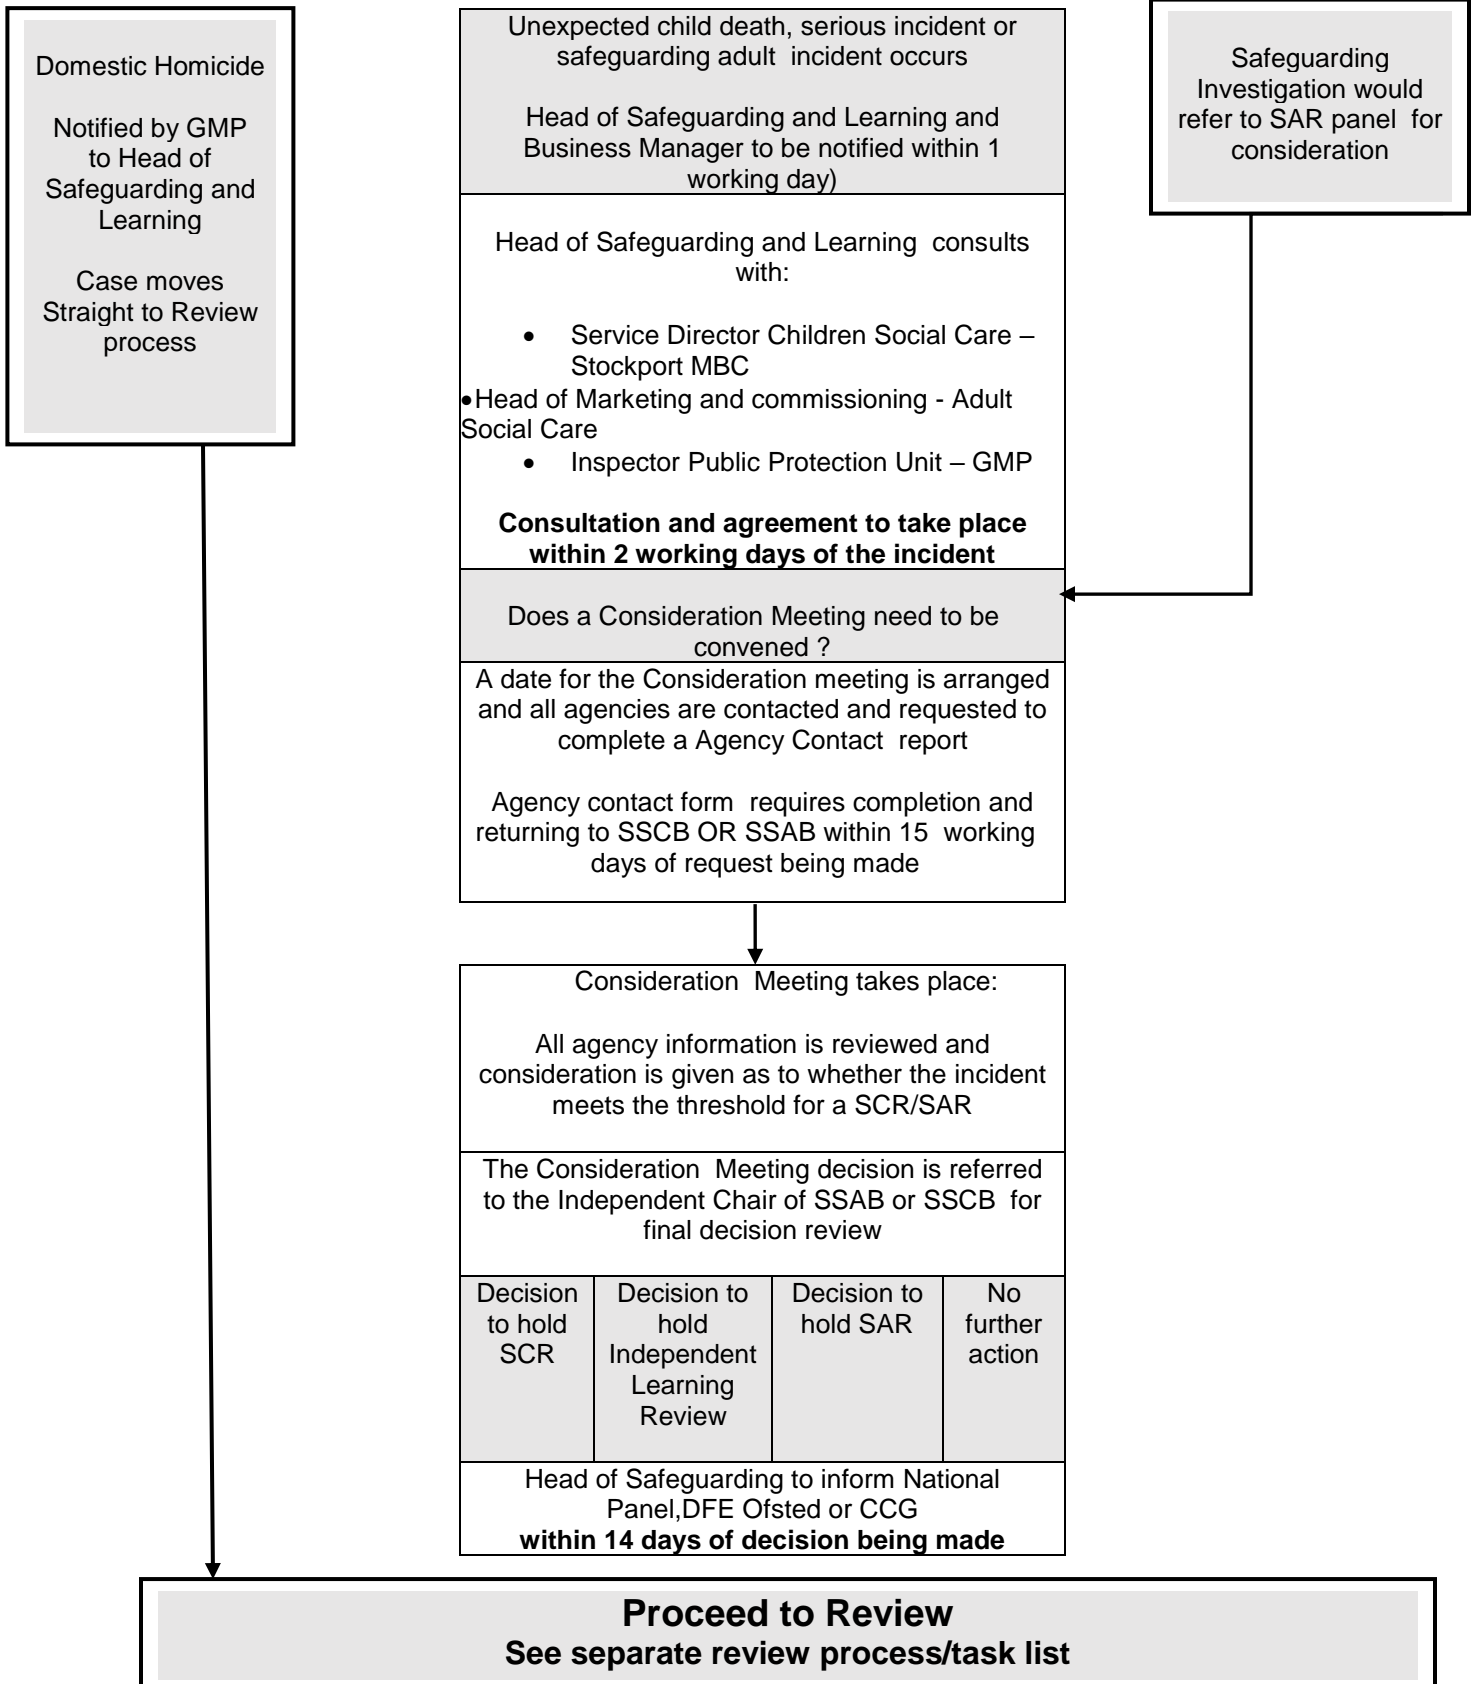 Domestic Homicide
Notified by GMP
to Head of
Safeguarding and
Learning
Case moves
Straight to Review
process
Unexpected child death, serious incident or
safeguarding adult  incident occurs
Head of Safeguarding and Learning and
Business Manager to be notified within 1
working day)
Head of Safeguarding and Learning  consults
with:
• Service Director Children Social Care –
Stockport MBC
•Head of Marketing and commissioning - Adult
Social Care
• Inspector Public Protection Unit – GMP
Consultation and agreement to take place
within 2 working days of the incident
Safeguarding
Investigation would
refer to SAR panel  for
consideration
Does a Consideration Meeting need to be
convened ?
A date for the Consideration meeting is arranged
and all agencies are contacted and requested to
complete a Agency Contact  report
Agency contact form  requires completion and
returning to SSCB OR SSAB within 15  working
days of request being made
Consideration  Meeting takes place:
All agency information is reviewed and
consideration is given as to whether the incident
meets the threshold for a SCR/SAR
The Consideration  Meeting decision is referred
to the Independent Chair of SSAB or SSCB  for
final decision review
Decision
to hold
SCR
Decision to
hold
Independent
Learning
Review
Decision to
hold SAR
No
further
action
Head of Safeguarding to inform National
Panel,DFE Ofsted or CCG
within 14 days of decision being made
Proceed to Review
See separate review process/task list